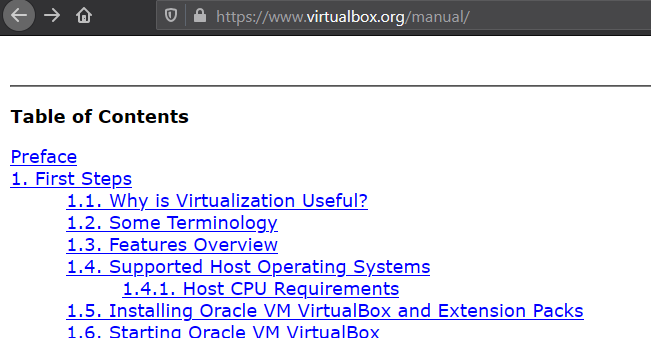 https://www.virtualbox.org/manual/
Table of Contents
Preface
1. First Steps
1.1. Why is Virtualization Useful?
1.2. Some Terminology
1.3. Features Overview
1.4. Supported Host Operating Systems
1.4.1. Host CPU Requirements
1.5. Installing Oracle VM VirtualBox and Extension Packs
1.6. Starting Oracle VM VirtualBox